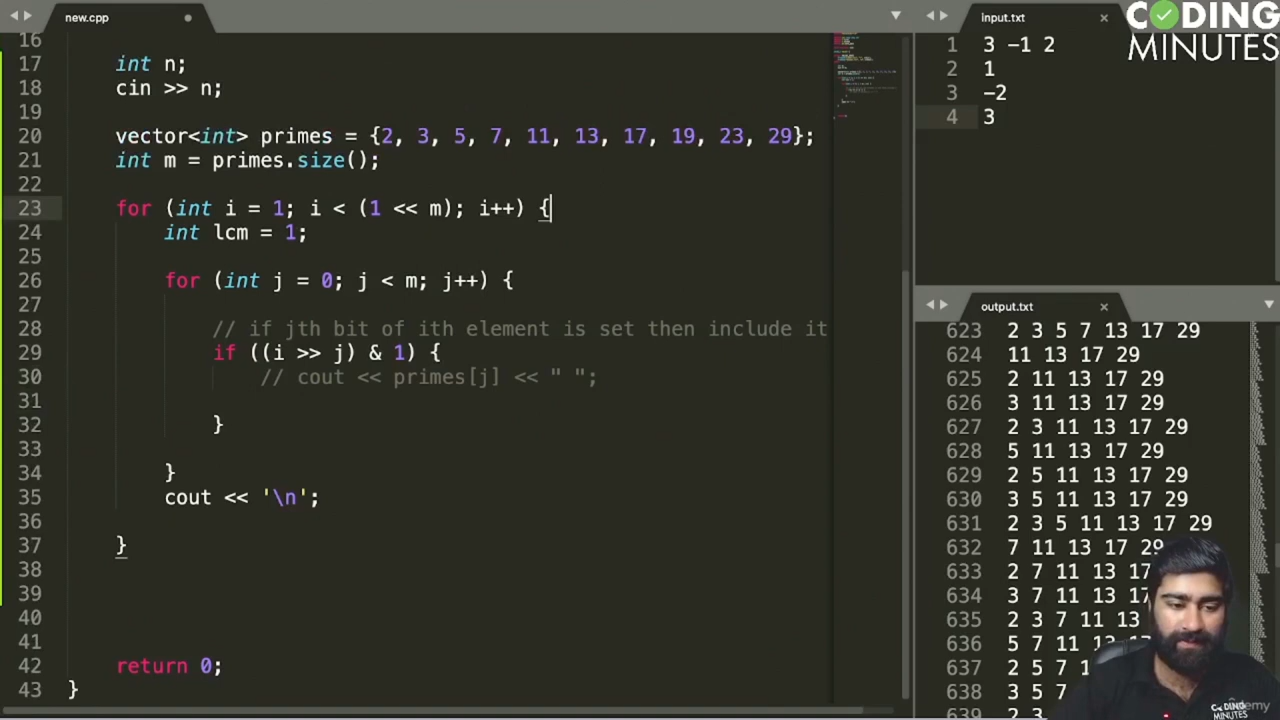 new.cpp
16
17 int n;
18 cin >> n;
19
20 vector<int> primes = {2, 3, 5, 7, 11, 13, 17, 19, 23, 29};
21 int m = primes.size();
22
23 for (int i = 1; i < (1 << m); i++) {
24 int lcm = 1;
25
26 for (int j = 0; j < m; j++) {
27
28 // if jth bit of ith element is set then include it
29 if ((i >> j) & 1) {
30 // cout << primes[j] << " ";
31
32 }
33
34 }
35 cout << '\n';
36
37 }
38
39
40
41
42 return 0;
43 }
input.txt
CODING
MINUTES
1 3 -1 2
2 1
3 -2
4 3
output.txt
623 2 3 5 7 13 17 29
624 11 13 17 29
625 2 11 13 17 29
626 3 11 13 17 29
627 2 3 11 13 17 29
628 5 11 13 17 29
629 2 5 11 13 17 29
630 3 5 11 13 17 29
631 2 3 5 11 13 17 29
632 7 11 13 17 29
633 2 7 11 13 17
634 3 7 11 13 17
635 2 3 7 11 13
636 5 7 11 13
637 2 5 7
638 3 5 7
639 2 3
CODING
MINUTES